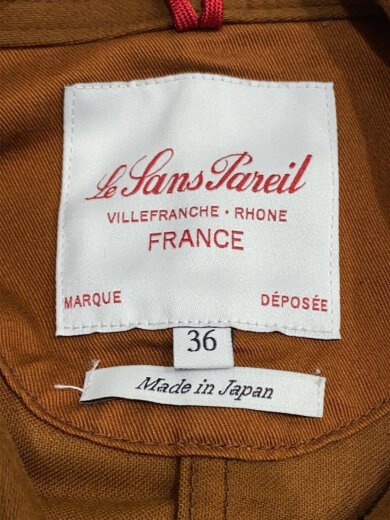 Le Sans Pareil
VILLEFRANCHE · RHONE
FRANCE
MARQUE DÉPOSÉE
36
Made in Japan